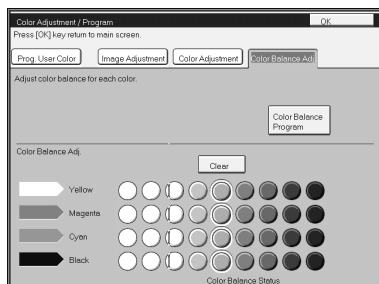 Color Adjustment / Program
OK
Press [OK] key return to main screen.
Prog. User Color
Image Adjustment
Color Adjustment
Color Balance Adj.
Adjust color balance for each color.
Color Balance
Program
Color Balance Adj.
Clear
Yellow
Magenta
Cyan
Black
Color Balance Status